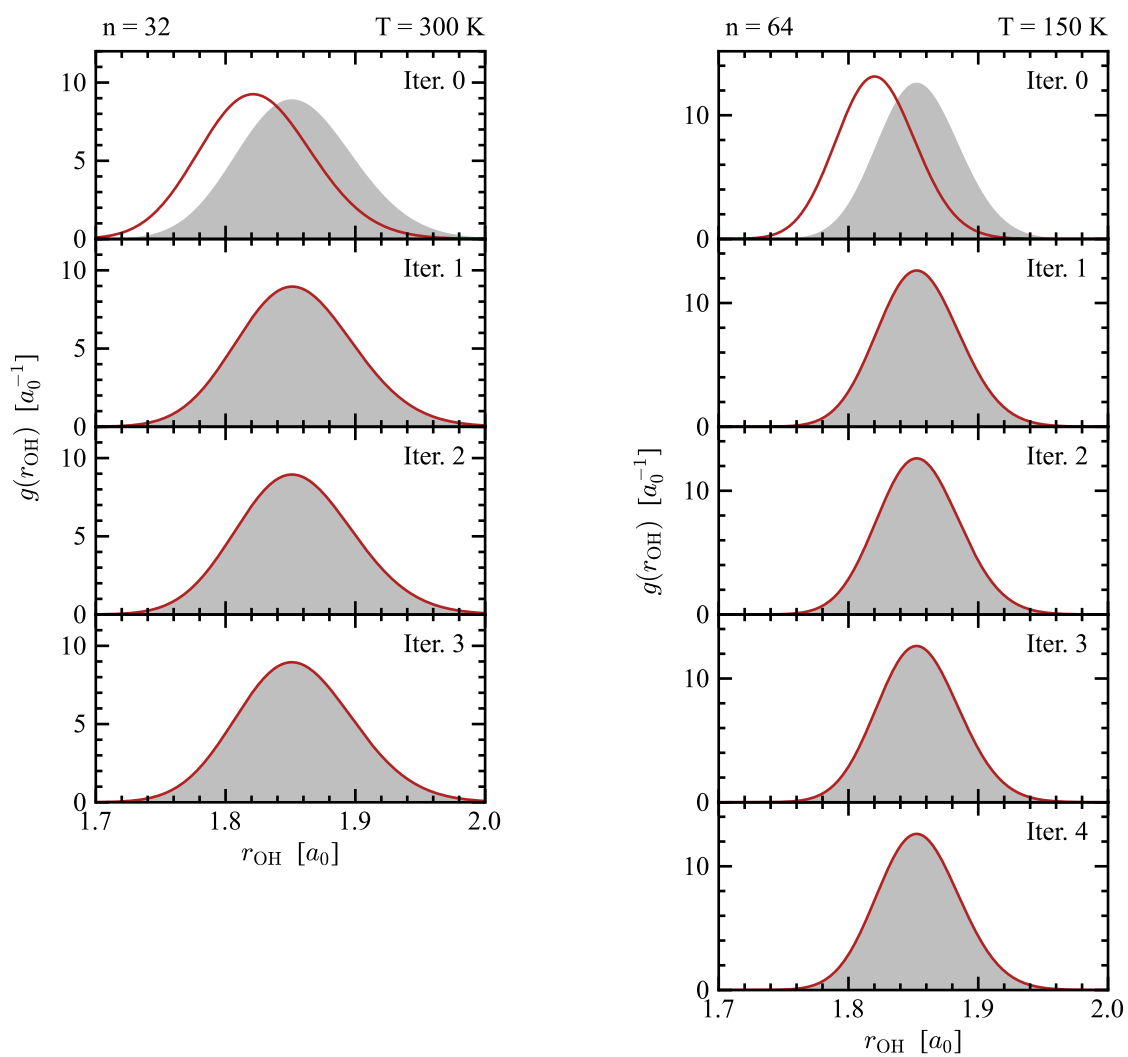 n = 32 T = 300 K
Iter. 0
10
5
0
Iter. 1
10
5
0
Iter. 2
10
5
0
Iter. 3
10
5
0
1.7 1.8 1.9 2.0
r_OH [a_0]
g(r_OH) [a_0^{-1}]
n = 64 T = 150 K
Iter. 0
10
0
Iter. 1
10
0
Iter. 2
10
0
Iter. 3
10
0
Iter. 4
10
0
1.7 1.8 1.9 2.0
r_OH [a_0]
g(r_OH) [a_0^{-1}]